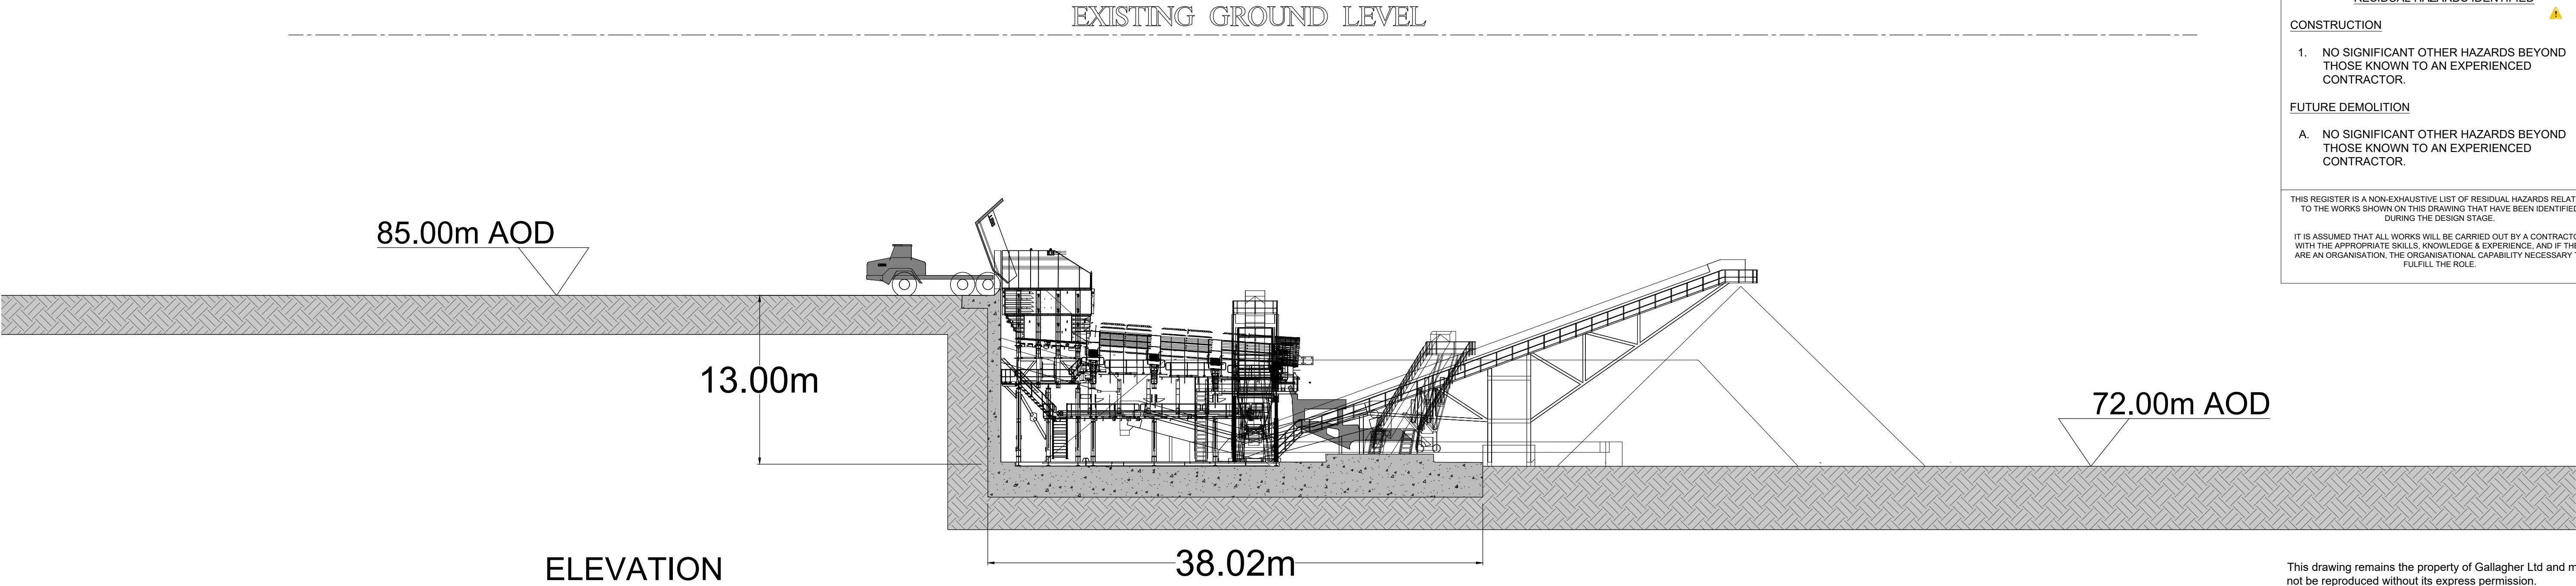 EXISTING GROUND LEVEL
RESIDUAL HAZARDS IDENTIFIED
CONSTRUCTION
1. NO SIGNIFICANT OTHER HAZARDS BEYOND
THOSE KNOWN TO AN EXPERIENCED
CONTRACTOR.
FUTURE DEMOLITION
A. NO SIGNIFICANT OTHER HAZARDS BEYOND
THOSE KNOWN TO AN EXPERIENCED
CONTRACTOR.
THIS REGISTER IS A NON-EXHAUSTIVE LIST OF RESIDUAL HAZARDS RELAT
TO THE WORKS SHOWN ON THIS DRAWING THAT HAVE BEEN IDENTIFIED
DURING THE DESIGN STAGE.
IT IS ASSUMED THAT ALL WORKS WILL BE CARRIED OUT BY A CONTRACTO
WITH THE APPROPRIATE SKILLS, KNOWLEDGE & EXPERIENCE, AND IF THE
ARE AN ORGANISATION, THE ORGANISATIONAL CAPABILITY NECESSARY T
FULFILL THE ROLE.
85.00m AOD
13.00m
72.00m AOD
38.02m
ELEVATION
This drawing remains the property of Gallagher Ltd and m
not be reproduced without its express permission.